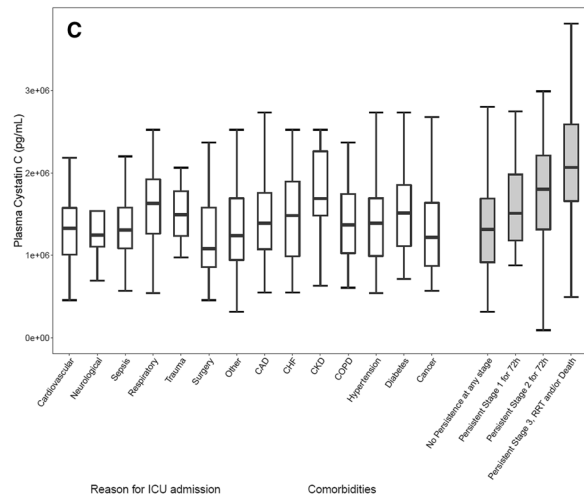 C
Plasma Cystatin C (pg/mL)
3e+06
2e+06
1e+06
0e+00
Cardiovascular
Neurological
Sepsis
Respiratory
Trauma
Surgery
Other
CAD
CHF
CKD
COPD
Hypertension
Diabetes
Cancer
No Persistence at any stage
Persistent Stage 1 for 72h
Persistent Stage 2 for 72h
Persistent Stage 3, RRT and/or Death
Reason for ICU admission
Comorbidities